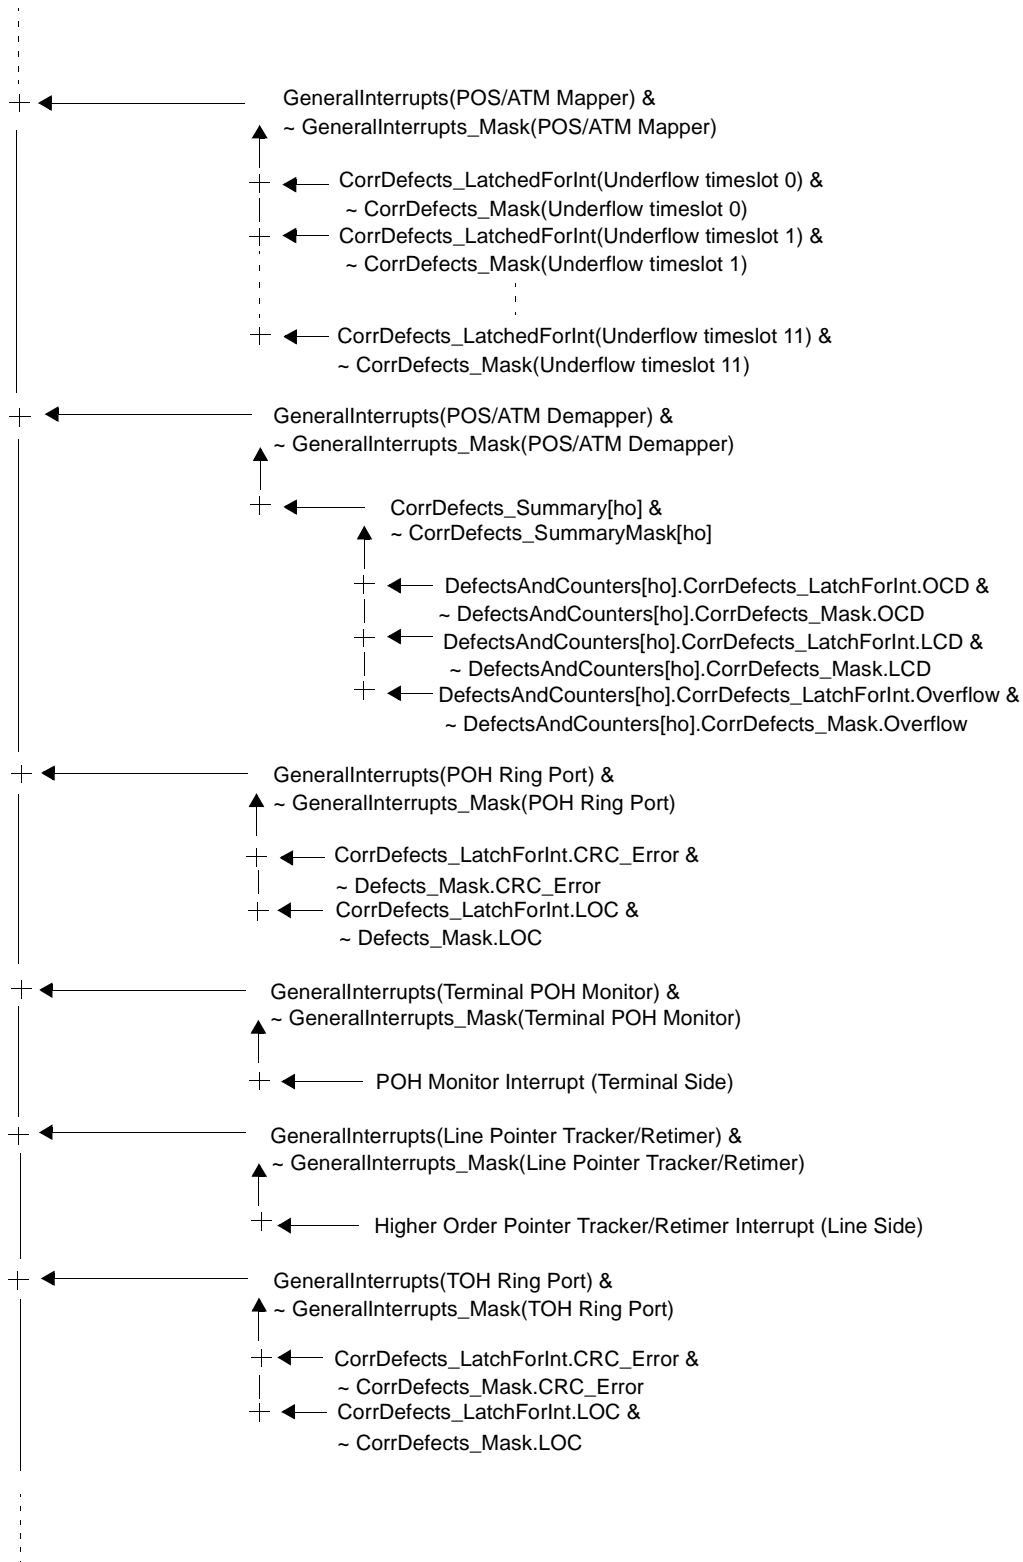 GeneralInterrupts(POS/ATM Mapper) &
~ GeneralInterrupts_Mask(POS/ATM Mapper)
CorrDefects_LatchedForInt(Underflow timeslot 0) &
~ CorrDefects_Mask(Underflow timeslot 0)
CorrDefects_LatchedForInt(Underflow timeslot 1) &
~ CorrDefects_Mask(Underflow timeslot 1)
CorrDefects_LatchedForInt(Underflow timeslot 11) &
~ CorrDefects_Mask(Underflow timeslot 11)
GeneralInterrupts(POS/ATM Demapper) &
~ GeneralInterrupts_Mask(POS/ATM Demapper)
CorrDefects_Summary[ho] &
~ CorrDefects_SummaryMask[ho]
DefectsAndCounters[ho].CorrDefects_LatchForInt.OCD &
~ DefectsAndCounters[ho].CorrDefects_Mask.OCD
DefectsAndCounters[ho].CorrDefects_LatchForInt.LCD &
~ DefectsAndCounters[ho].CorrDefects_Mask.LCD
DefectsAndCounters[ho].CorrDefects_LatchForInt.Overflow &
~ DefectsAndCounters[ho].CorrDefects_Mask.Overflow
GeneralInterrupts(POH Ring Port) &
~ GeneralInterrupts_Mask(POH Ring Port)
CorrDefects_LatchForInt.CRC_Error &
~ Defects_Mask.CRC_Error
CorrDefects_LatchForInt.LOC &
~ Defects_Mask.LOC
GeneralInterrupts(Terminal POH Monitor) &
~ GeneralInterrupts_Mask(Terminal POH Monitor)
POH Monitor Interrupt (Terminal Side)
GeneralInterrupts(Line Pointer Tracker/Retimer) &
~ GeneralInterrupts_Mask(Line Pointer Tracker/Retimer)
Higher Order Pointer Tracker/Retimer Interrupt (Line Side)
GeneralInterrupts(TOH Ring Port) &
~ GeneralInterrupts_Mask(TOH Ring Port)
CorrDefects_LatchForInt.CRC_Error &
~ CorrDefects_Mask.CRC_Error
CorrDefects_LatchForInt.LOC &
~ CorrDefects_Mask.LOC